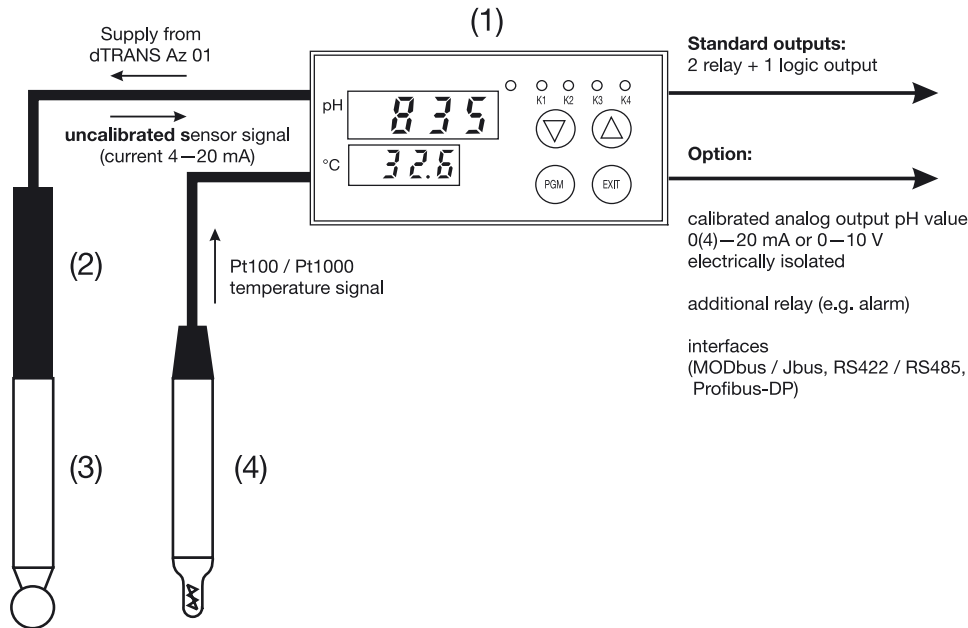 (1)
Supply from
dTRANS Az 01
uncalibrated sensor signal
(current 4—20 mA)
pH
835
°C
32.6
K1 K2 K3 K4
PGM
EXIT
Standard outputs:
2 relay + 1 logic output
Option:
calibrated analog output pH value
0(4)—20 mA or 0—10 V
electrically isolated
additional relay (e.g. alarm)
interfaces
(MODbus / Jbus, RS422 / RS485,
Profibus-DP)
(2)
Pt100 / Pt1000
temperature signal
(3)
(4)